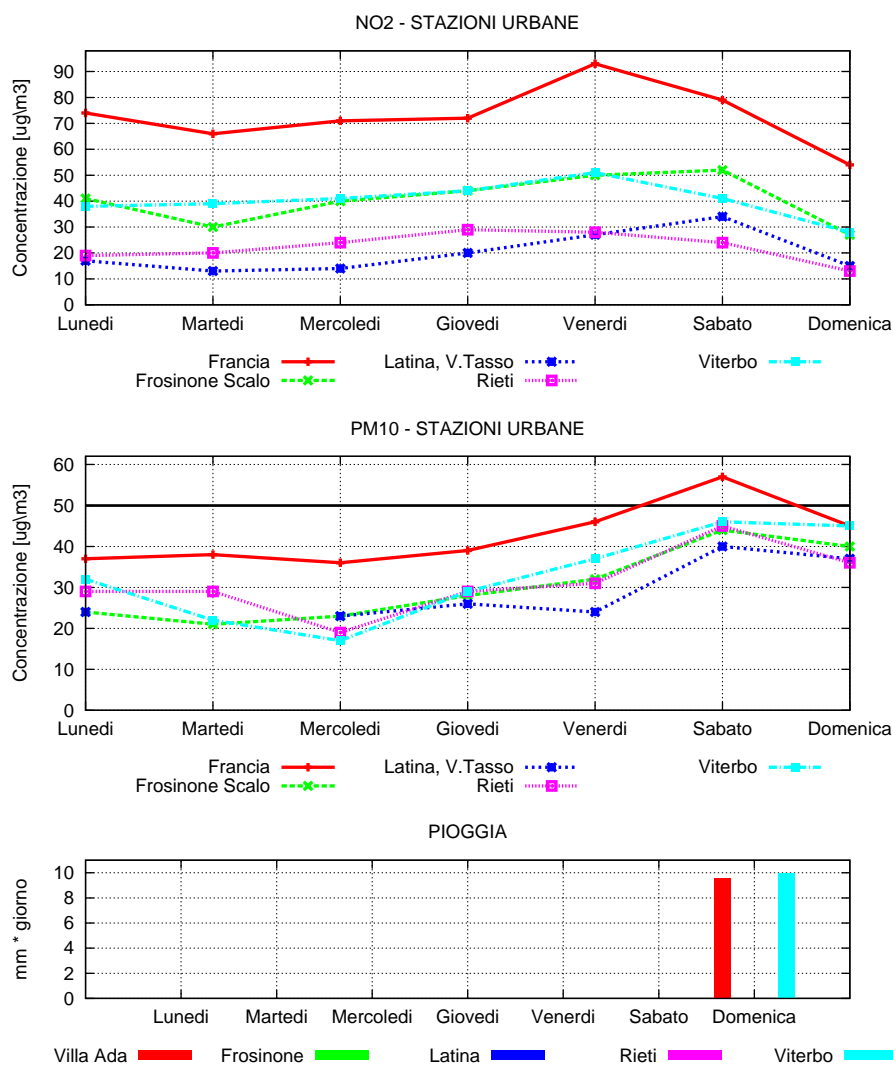 NO2 - STAZIONI URBANE
Concentrazione [ug\m3]
90
80
70
60
50
40
30
20
10
0
Lunedi Martedi Mercoledi Giovedi Venerdi Sabato Domenica
Francia Latina, V.Tasso Viterbo
Frosinone Scalo Rieti
PM10 - STAZIONI URBANE
Concentrazione [ug\m3]
60
50
40
30
20
10
0
Lunedi Martedi Mercoledi Giovedi Venerdi Sabato Domenica
Francia Latina, V.Tasso Viterbo
Frosinone Scalo Rieti
PIOGGIA
mm * giorno
10
8
6
4
2
0
Lunedi Martedi Mercoledi Giovedi Venerdi Sabato Domenica
Villa Ada Frosinone Latina Rieti Viterbo